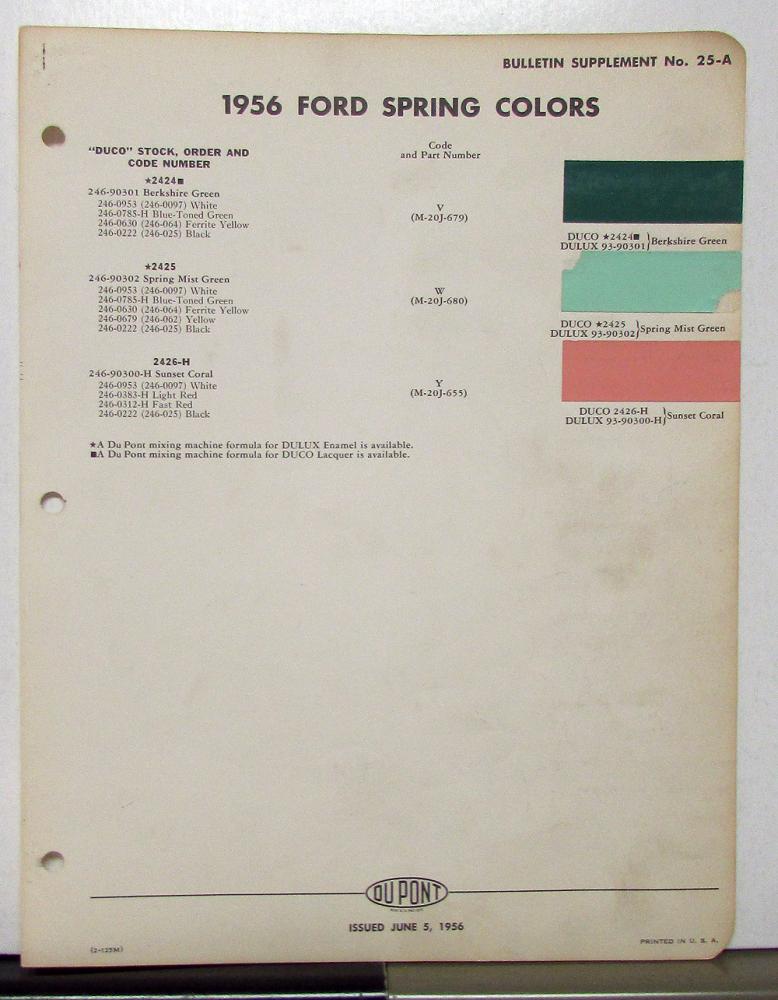 BULLETIN SUPPLEMENT No. 25-A
1956 FORD SPRING COLORS
"DUCO" STOCK, ORDER AND
CODE NUMBER
Code
and Part Number
★2424■
246-90301 Berkshire Green
246-0953 (246-0097) White
246-0785-H Blue-Toned Green
246-0630 (246-064) Ferrite Yellow
246-0222 (246-025) Black
V
(M-20J-679)
DUCO ★2424■
DULUX 93-90301} Berkshire Green
★2425
246-90302 Spring Mist Green
246-0953 (246-0097) White
246-0785-H Blue-Toned Green
246-0630 (246-064) Ferrite Yellow
246-0679 (246-062) Yellow
246-0222 (246-025) Black
W
(M-20J-680)
DUCO ★2425
DULUX 93-90302} Spring Mist Green
2426-H
246-90300-H Sunset Coral
246-0953 (246-0097) White
246-0383-H Light Red
246-0312-H Fast Red
246-0222 (246-025) Black
Y
(M-20J-655)
DUCO 2426-H
DULUX 93-90300-H} Sunset Coral
★A Du Pont mixing machine formula for DULUX Enamel is available.
■A Du Pont mixing machine formula for DUCO Lacquer is available.
DU PONT
ISSUED JUNE 5, 1956
(2-125M)
PRINTED IN U. S. A.